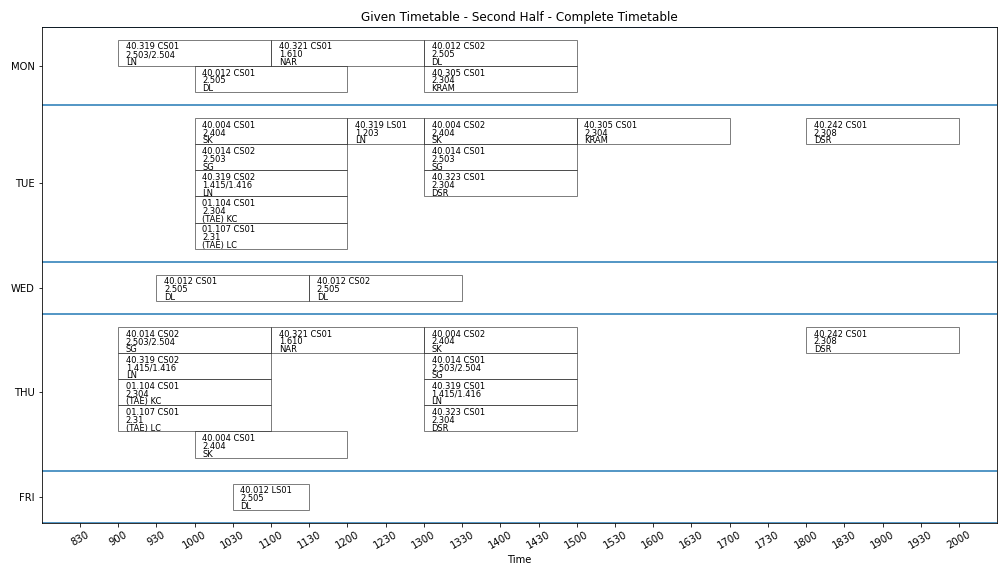 Given Timetable - Second Half - Complete Timetable
MON
40.319 CS01
2.503/2.504
LN
40.321 CS01
1.610
NAR
40.012 CS02
2.505
DL
40.012 CS01
2.505
DL
40.305 CS01
2.304
KRAM
TUE
40.004 CS01
2.404
SK
40.319 LS01
1.203
LN
40.004 CS02
2.404
SK
40.305 CS01
2.304
KRAM
40.242 CS01
2.308
DSR
40.014 CS02
2.503
SG
40.014 CS01
2.503
SG
40.319 CS02
1.415/1.416
LN
40.323 CS01
2.304
DSR
01.104 CS01
2.304
(TAE) KC
01.107 CS01
2.31
(TAE) LC
WED
40.012 CS01
2.505
DL
40.012 CS02
2.505
DL
THU
40.014 CS02
2.503/2.504
SG
40.321 CS01
1.610
NAR
40.004 CS02
2.404
SK
40.242 CS01
2.308
DSR
40.319 CS02
1.415/1.416
LN
40.014 CS01
2.503/2.504
SG
01.104 CS01
2.304
(TAE) KC
40.319 CS01
1.415/1.416
LN
01.107 CS01
2.31
(TAE) LC
40.323 CS01
2.304
DSR
40.004 CS01
2.404
SK
FRI
40.012 LS01
2.505
DL
830 900 930 1000 1030 1100 1130 1200 1230 1300 1330 1400 1430 1500 1530 1600 1630 1700 1730 1800 1830 1900 1930 2000
Time